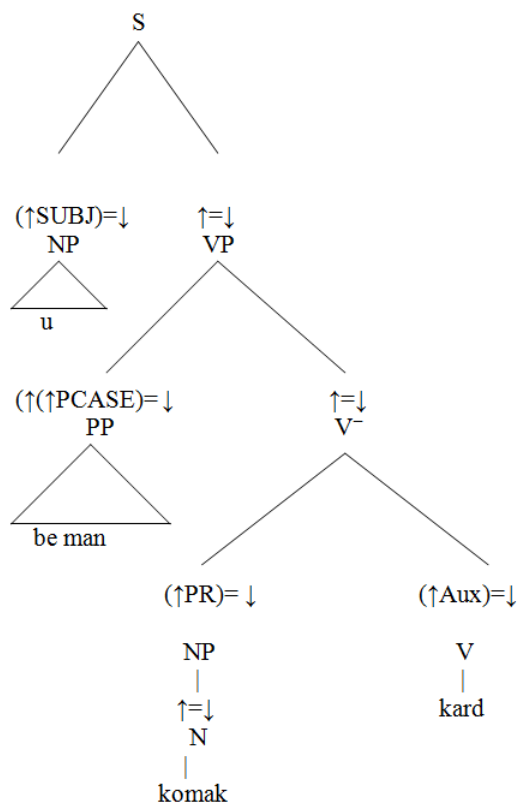 S
(↑SUBJ)=↓ ↑=↓
NP VP
u
(↑(↑PCASE)=↓ ↑=↓
PP V⁻
be man
(↑PR)= ↓ (↑Aux)=↓
NP V
↑=↓ kard
N
komak